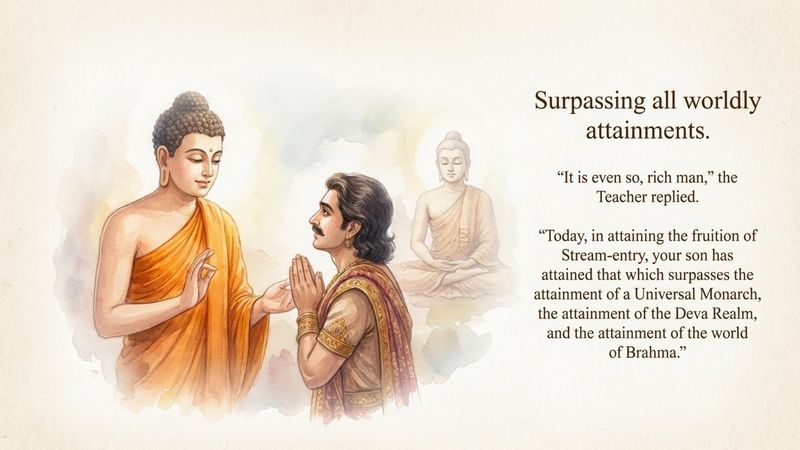 Surpassing all worldly
attainments.
“It is even so, rich man,” the
Teacher replied.
“Today, in attaining the fruition of
Stream-entry, your son has
attained that which surpasses the
attainment of a Universal Monarch,
the attainment of the Deva Realm,
and the attainment of the world
of Brahma.”